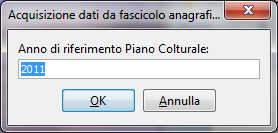 Acquisizione dati da fascicolo anagrafi...
Anno di riferimento Piano Colturale:
2011
OK
Annulla